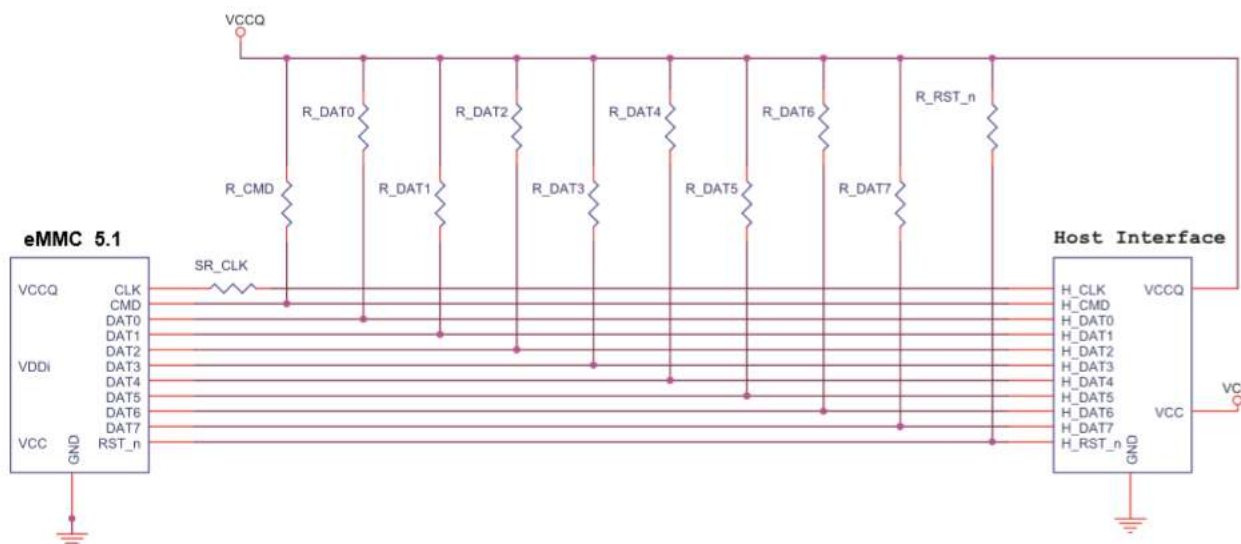 VCCQ
R_DAT0
R_DAT2
R_DAT4
R_DAT6
R_RST_n
R_CMD
R_DAT1
R_DAT3
R_DAT5
R_DAT7
eMMC 5.1
Host Interface
SR_CLK
VCCQ
CLK
CMD
DAT0
DAT1
VDDi
DAT2
DAT3
DAT4
DAT5
DAT6
DAT7
VCC
RST_n
GND
H_CLK
VCCQ
H_CMD
H_DAT0
H_DAT1
H_DAT2
H_DAT3
H_DAT4
H_DAT5
H_DAT6
VCC
H_DAT7
H_RST_n
GND
VC